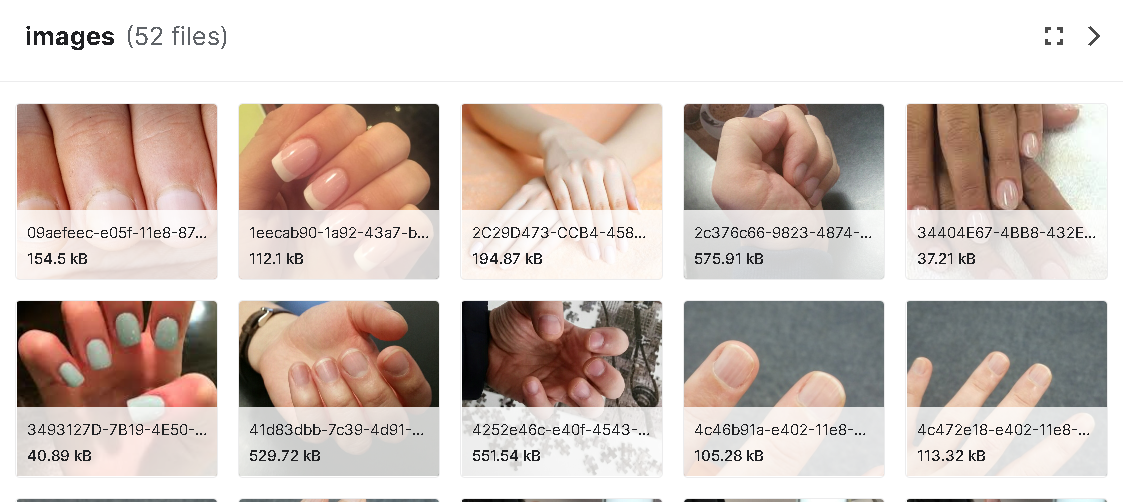 images (52 files)
09aefeec-e05f-11e8-87...
154.5 kB
1eecab90-1a92-43a7-b...
112.1 kB
2C29D473-CCB4-458...
194.87 kB
2c376c66-9823-4874-...
575.91 kB
34404E67-4BB8-432E...
37.21 kB
3493127D-7B19-4E50-...
40.89 kB
41d83dbb-7c39-4d91-...
529.72 kB
4252e46c-e40f-4543-...
551.54 kB
4c46b91a-e402-11e8-...
105.28 kB
4c472e18-e402-11e8-...
113.32 kB